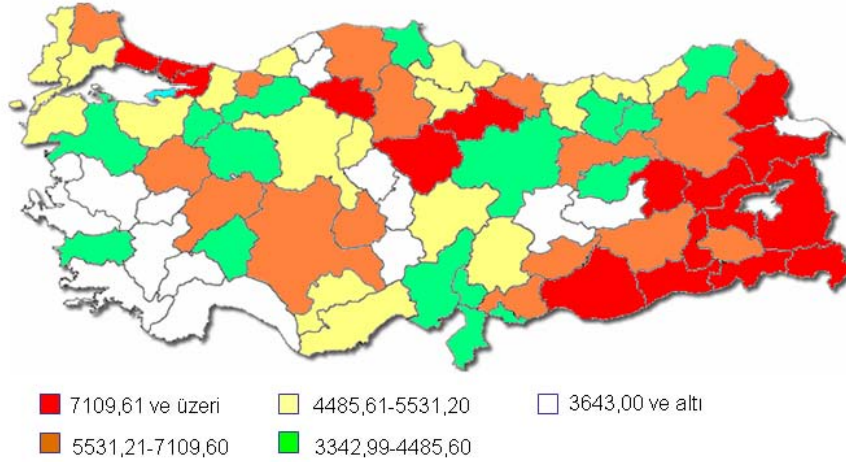 7109,61 ve üzeri
4485,61-5531,20
3643,00 ve altı
5531,21-7109,60
3342,99-4485,60